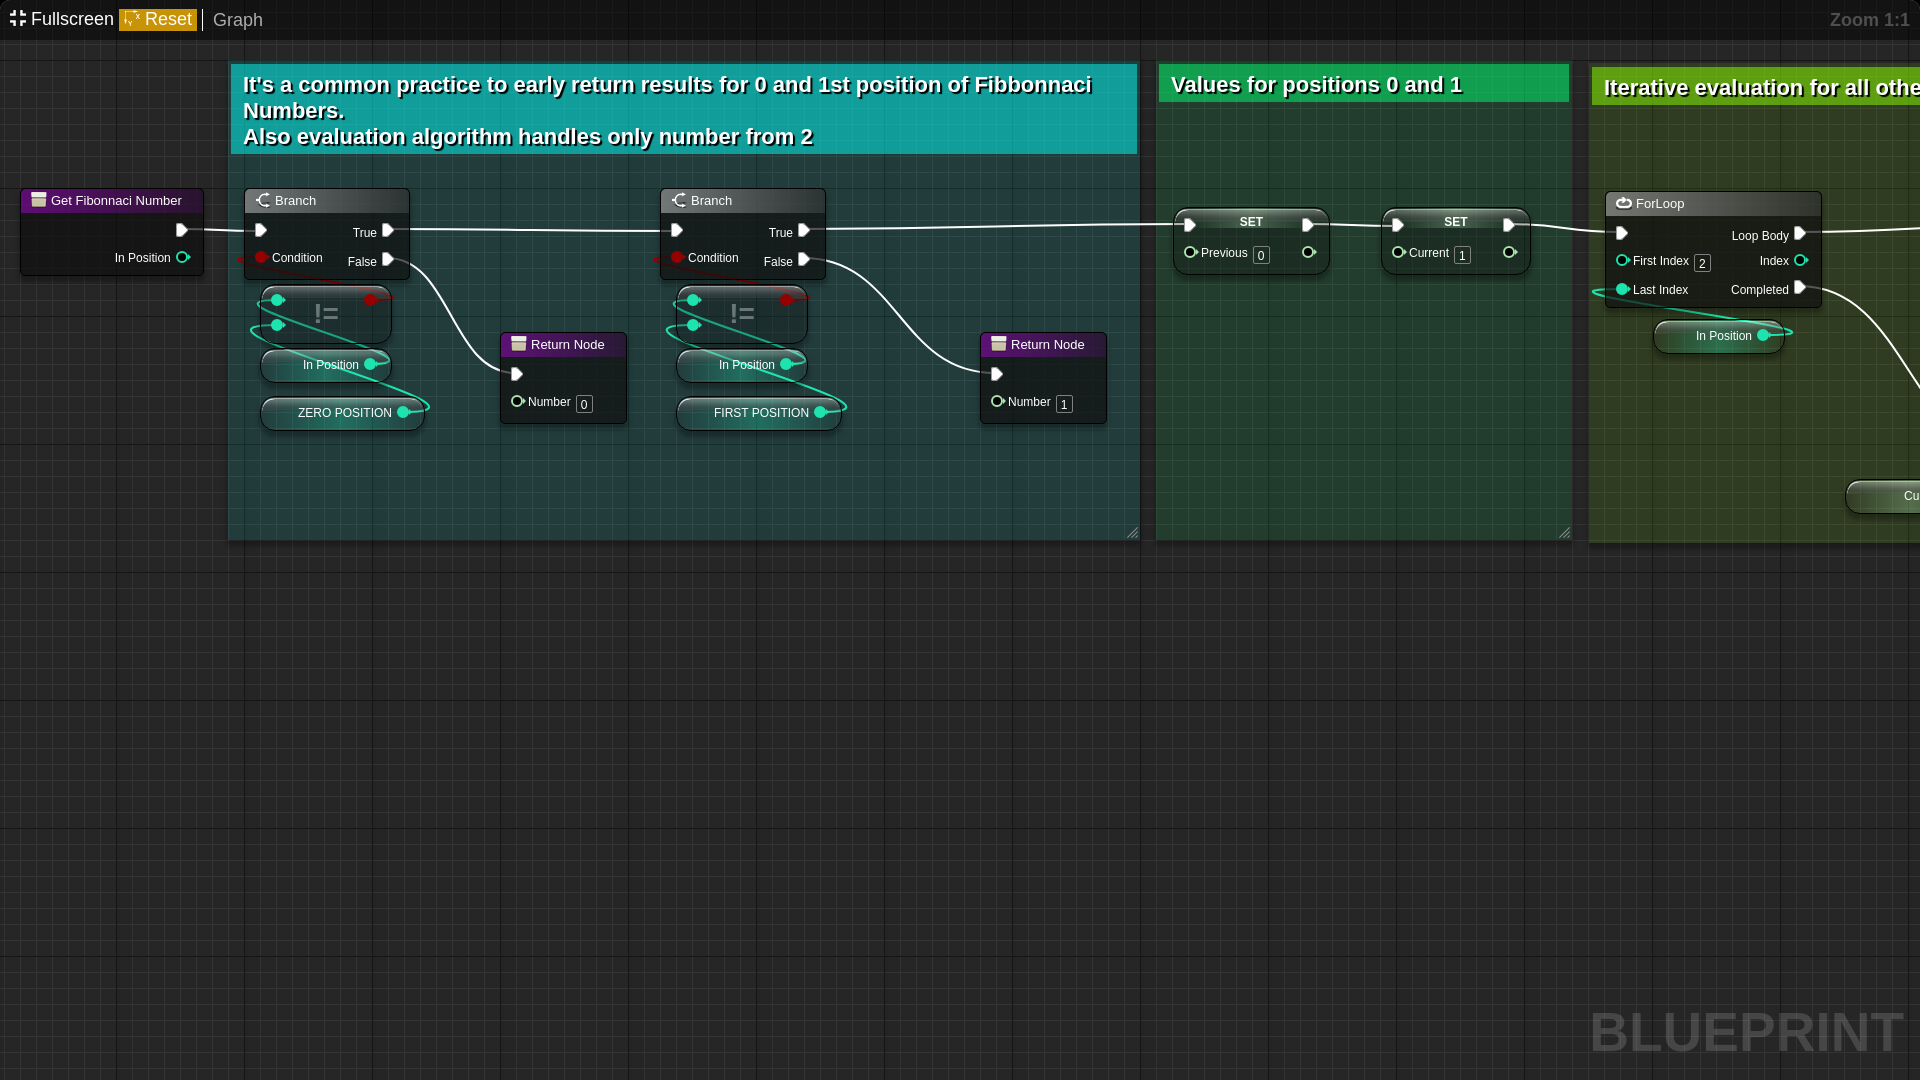 Fullscreen Reset Graph Zoom 1:1
It's a common practice to early return results for 0 and 1st position of Fibbonnaci
Numbers.
Also evaluation algorithm handles only number from 2
Values for positions 0 and 1
Iterative evaluation for all othe
Get Fibonnaci Number
In Position
Branch
True
Condition
False
!=
In Position
ZERO POSITION
Return Node
Number 0
Branch
True
Condition
False
!=
In Position
FIRST POSITION
Return Node
Number 1
SET
Previous 0
SET
Current 1
ForLoop
Loop Body
First Index 2 Index
Last Index Completed
In Position
Cu
BLUEPRINT